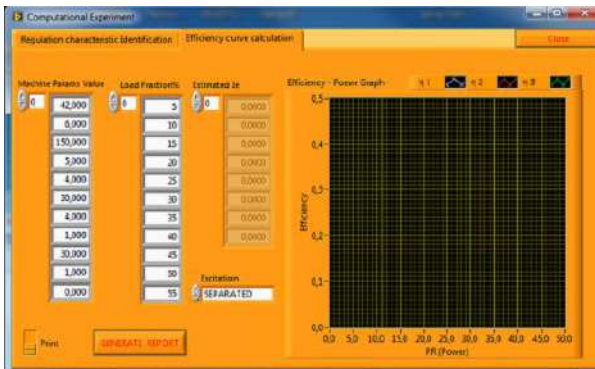 Computational Experiment
Regulation characteristic Identification
Efficiency curve calculation
Close
Machine Params Value
0
42,000
6,000
150,000
5,000
4,000
30,000
4,000
1,000
30,000
1,000
0,000
Load Fraction%
0
5
10
15
20
25
30
35
40
45
50
55
Estimated Ie
0
0,0000
0,0000
0,0000
0,0000
0,0000
0,0000
0,0000
0,0000
Excitation
SEPARATED
Print
GENERATE REPORT
Efficiency - Power Graph
η 1
η 2
η 3
Efficiency
0,5
0,4
0,3
0,2
0,1
0,0
0,0 5,0 10,0 15,0 20,0 25,0 30,0 35,0 40,0 45,0 50,0
PR (Power)